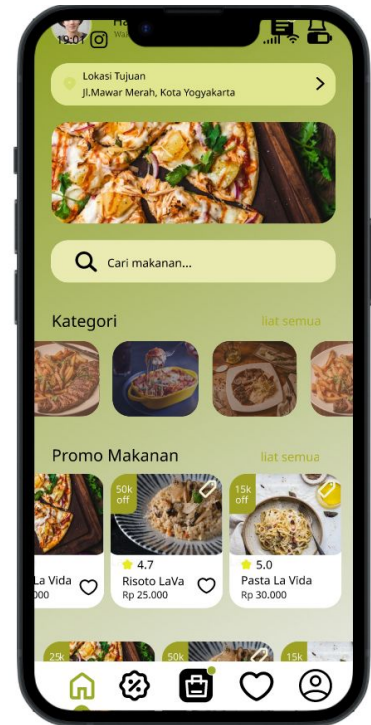 19:01
Lokasi Tujuan
Jl.Mawar Merah, Kota Yogyakarta
Cari makanan...
Kategori liat semua
Promo Makanan liat semua
50k
off
15k
off
4.7
5.0
La Vida
Risoto LaVa
Pasta La Vida
000
Rp 25.000
Rp 30.000
25k
50k
15k